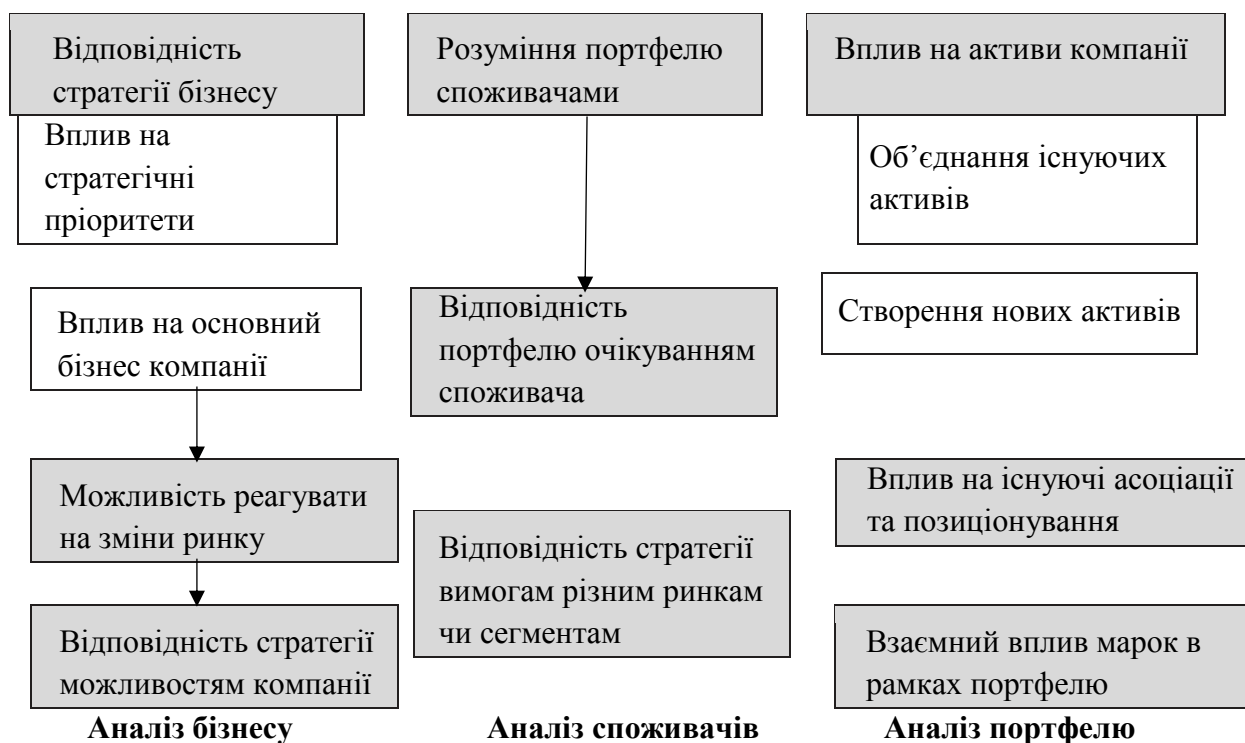 Відповідність
стратегії бізнесу
Вплив на
стратегічні
пріоритети
Вплив на основний
бізнес компанії
Можливість реагувати
на зміни ринку
Відповідність стратегії
можливостям компанії
Аналіз бізнесу
Розуміння портфелю
споживачами
Відповідність
портфелю очікуванням
споживача
Відповідність стратегії
вимогам різним ринкам
чи сегментам
Аналіз споживачів
Вплив на активи компанії
Об’єднання існуючих
активів
Створення нових активів
Вплив на існуючі асоціації
та позиціонування
Взаємний вплив марок в
рамках портфелю
Аналіз портфелю